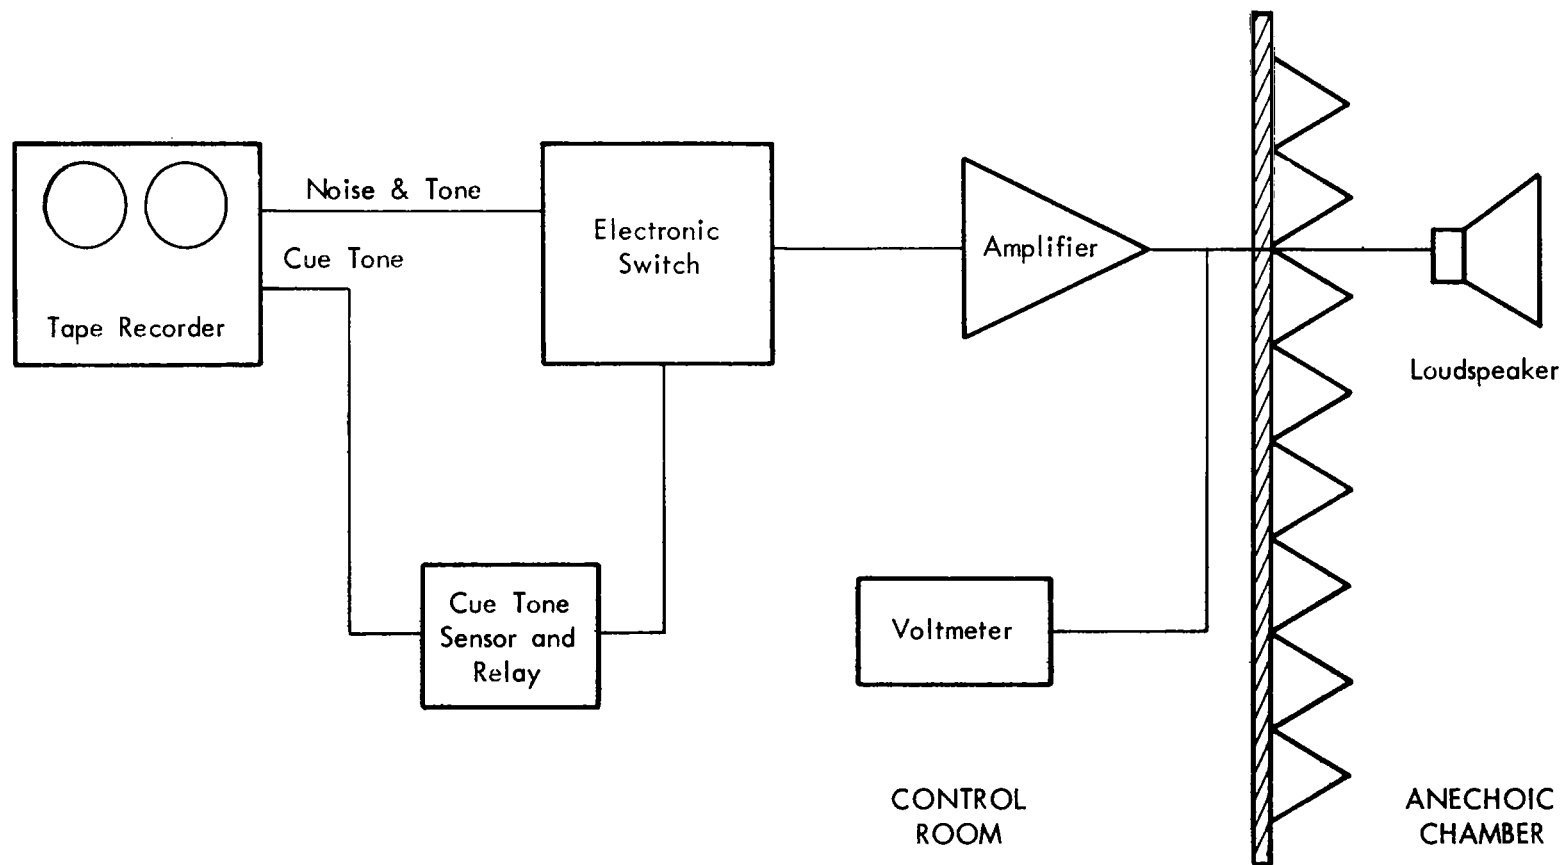 Noise & Tone
Cue Tone
Tape Recorder
Electronic
Switch
Amplifier
Loudspeaker
Cue Tone
Sensor and
Relay
Voltmeter
CONTROL
ROOM
ANECHOIC
CHAMBER